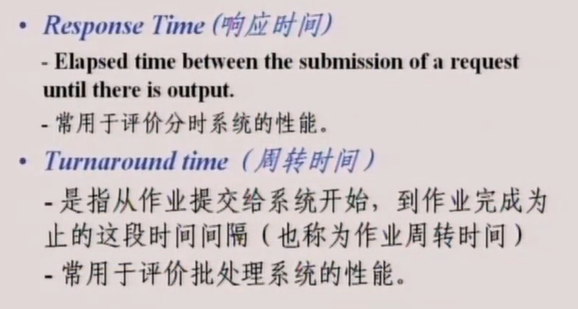 • Response Time (响应时间)
- Elapsed time between the submission of a request
until there is output.
- 常用于评价分时系统的性能。
• Turnaround time（周转时间）
- 是指从作业提交给系统开始，到作业完成为
止的这段时间间隔（也称为作业周转时间）
- 常用于评价批处理系统的性能。